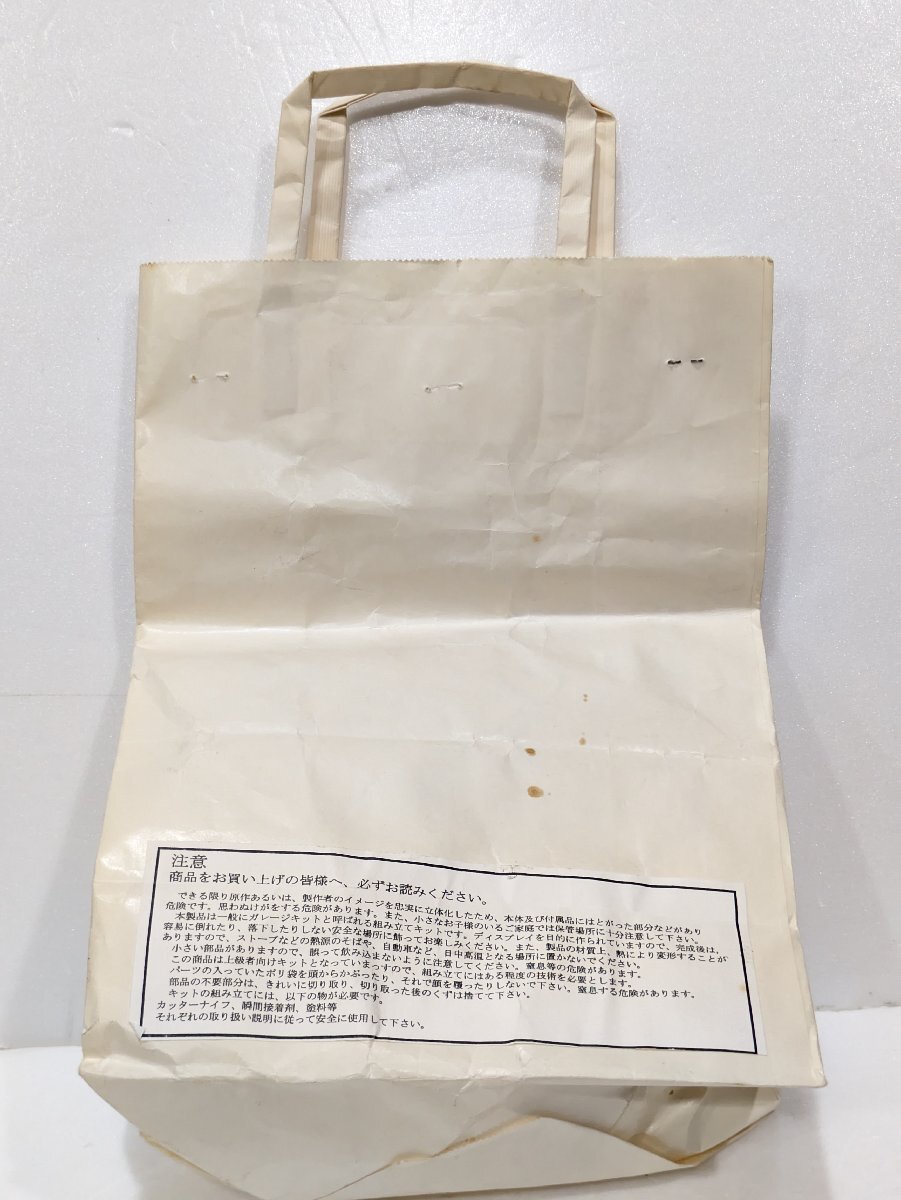 注意
商品をお買い上げの皆様へ、必ずお読みください。
できる限り原作あるいは、製作者のイメージを忠実に立体化したため、本体及び付属品にはとがった部分などがあり
危険です。思わぬけがをする危険があります。また、小さなお子様のいるご家庭では保管場所に十分注意して下さい。
本製品は一般にガレージキットと呼ばれる組み立てキットです。ディスプレイを目的に作られていますので、完成後は、
容易に倒れたり、落下したりしない安全な場所に飾ってお楽しみください。また、製品の材質上、熱により変形することが
ありますので、ストーブなどの熱源のそばや、自動車など、日中高温となる場所に置かないでください。
小さい部品がありますので、誤って飲み込まないように注意してください。窒息等の危険があります。
この商品は上級者向けキットとなっていまっすので、組み立てにはある程度の技術を必要とします。
パーツの入っていたポリ袋を頭からかぶったり、それで顔を覆ったりしないで下さい。窒息する危険があります。
部品の不要部分は、きれいに切り取り、切り取った後のくずは捨てて下さい。
キットの組み立てには、以下の物が必要です。
カッターナイフ、瞬間接着剤、塗料等
それぞれの取り扱い説明に従って安全に使用して下さい。